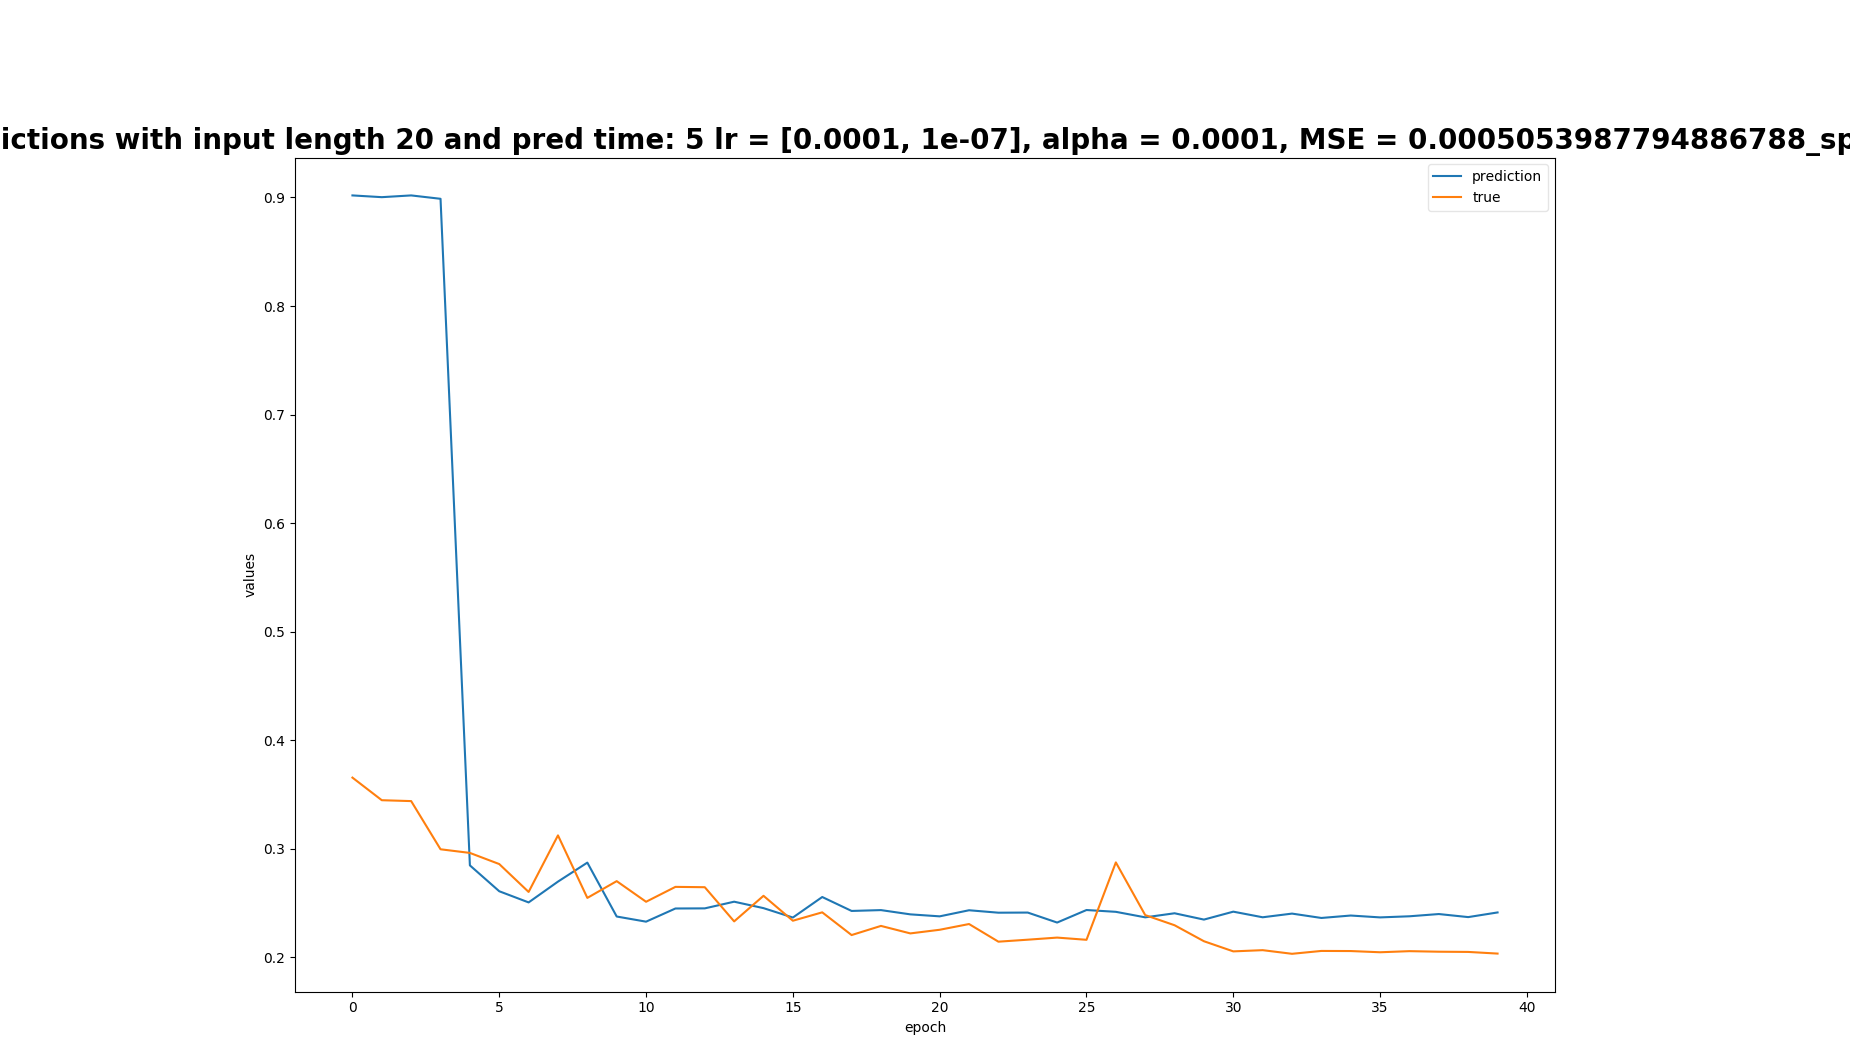 ictions with input length 20 and pred time: 5 lr = [0.0001, 1e-07], alpha = 0.0001, MSE = 0.0005053987794886788_sp
prediction
true
0.9
0.8
0.7
0.6
0.5
0.4
0.3
0.2
values
0 5 10 15 20 25 30 35 40
epoch